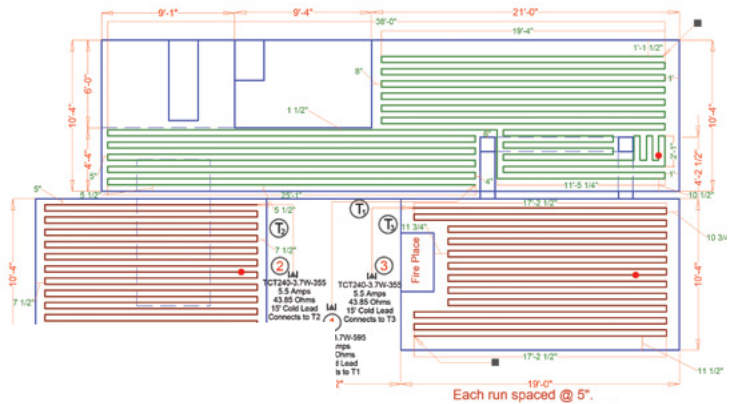 9'-1"
9'-4"
21'-0"
38'-0"
19'-4"
1'-1 1/2"
8"
1'
10'-4"
6'-0"
10'-4"
1 1/2"
6"
4'-4"
2'-1"
4'-2 1/2"
5"
4"
1"
5"
5 1/2"
25'-1"
11'-5 1/4"
10 1/2"
17'-2 1/2"
5 1/2"
T1
T2
T3
11 3/4"
10 3/4
7 1/2"
2
3
Fire Place
10'-4"
10'-4"
TCT240-3.7W-355
5.5 Amps
43.85 Ohms
15' Cold Lead
Connects to T2
TCT240-3.7W-355
5.5 Amps
43.85 Ohms
15' Cold Lead
Connects to T3
7 1/2"
.7W-595
mps
Ohms
d Lead
ts to T1
17'-2 1/2"
11 1/2"
2"
19'-0"
Each run spaced @ 5".